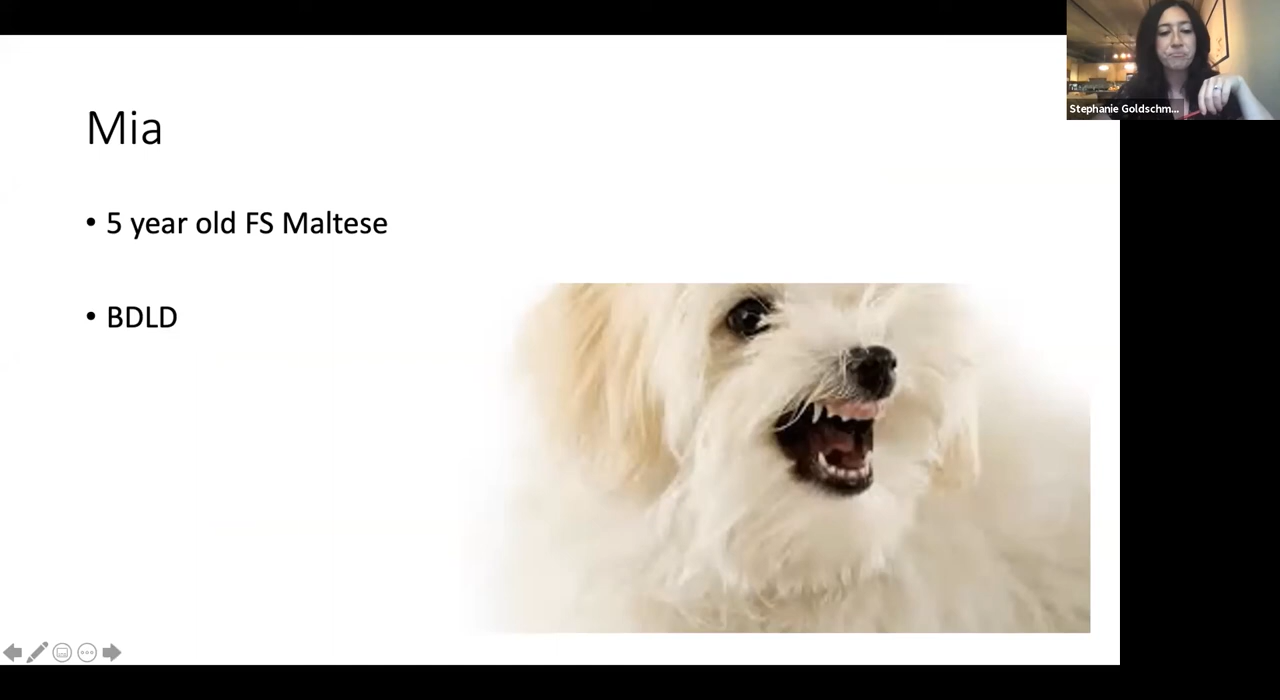 Mia
• 5 year old FS Maltese
• BDLD
Stephanie Goldschm...